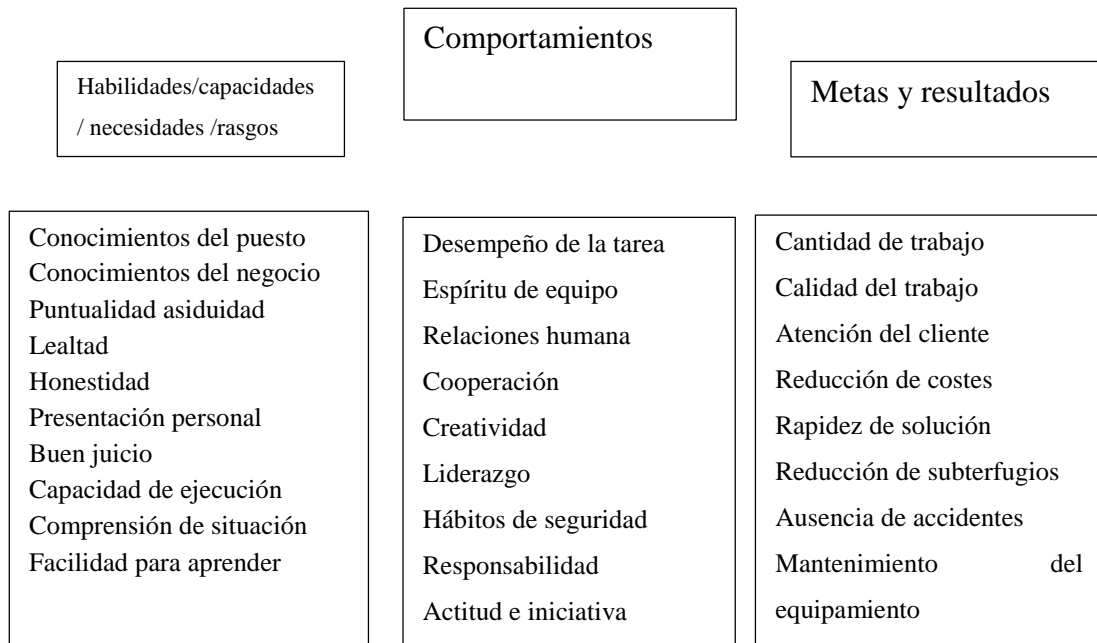 Habilidades/capacidades
/ necesidades /rasgos
Comportamientos
Metas y resultados
Conocimientos del puesto
Conocimientos del negocio
Puntualidad asiduidad
Lealtad
Honestidad
Presentación personal
Buen juicio
Capacidad de ejecución
Comprensión de situación
Facilidad para aprender
Desempeño de la tarea
Espíritu de equipo
Relaciones humana
Cooperación
Creatividad
Liderazgo
Hábitos de seguridad
Responsabilidad
Actitud e iniciativa
Cantidad de trabajo
Calidad del trabajo
Atención del cliente
Reducción de costes
Rapidez de solución
Reducción de subterfugios
Ausencia de accidentes
Mantenimiento del
equipamiento